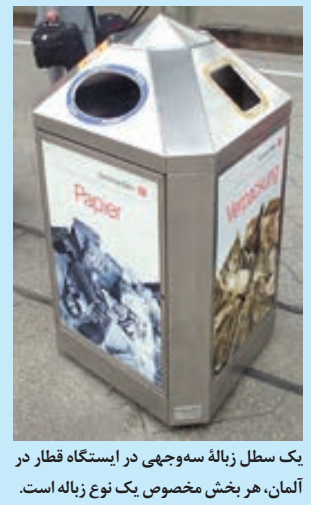 Papier
Verpackung
یک سطل زبالهٔ سه‌وجهی در ایستگاه قطار در
آلمان، هر بخش مخصوص یک نوع زباله است.